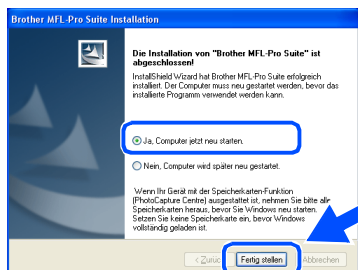 Brother MFL-Pro Suite Installation
Die Installation von "Brother MFL-Pro Suite" ist
abgeschlossen!
InstallShield Wizard hat Brother MFL-Pro Suite erfolgreich
installiert. Der Computer muss neu gestartet werden, bevor das
installierte Programm verwendet werden kann.
Ja, Computer jetzt neu starten.
Nein, Computer wird später neu gestartet.
Wenn Ihr Gerät mit der Speicherkarten-Funktion
(PhotoCapture Centre) ausgestattet ist, nehmen Sie bitte alle
Speicherkarten heraus, bevor Sie Windows neu starten.
Setzen Sie keine Speicherkarte ein, bevor Windows
vollständig geladen ist.
< Zurück Fertig stellen Abbrechen